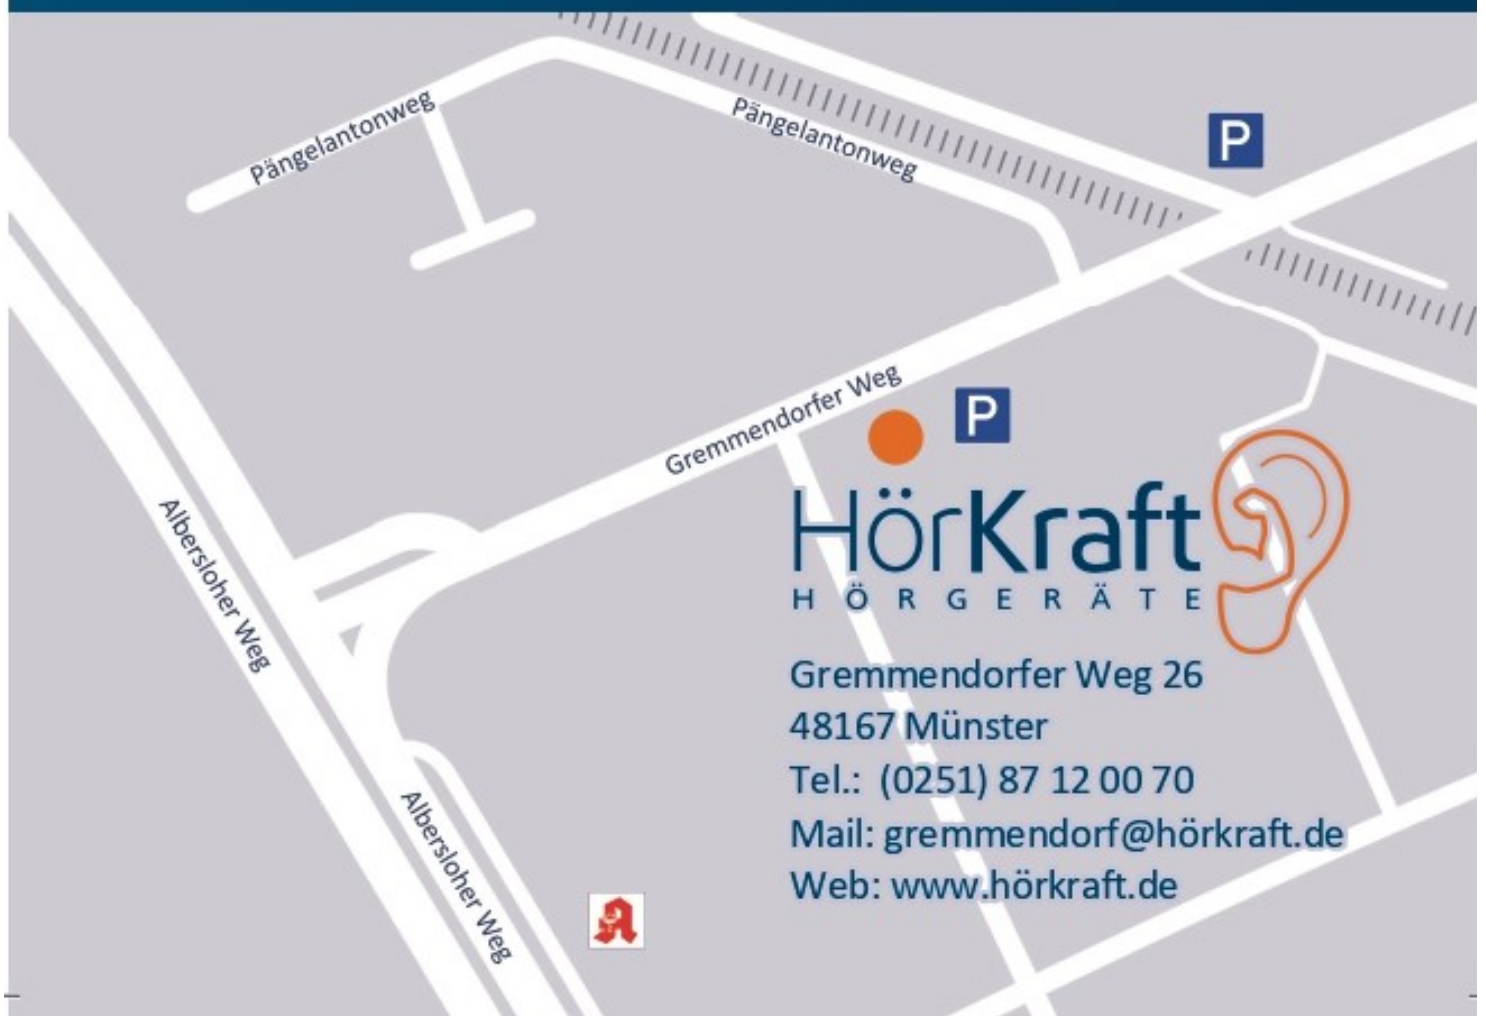 Pängelantonweg
Pängelantonweg
P
Gremmendorfer Weg
P
HörKraft
HÖRGERÄTE
Albersloher Weg
Gremmendorfer Weg 26
48167 Münster
Tel.: (0251) 87 12 00 70
Mail: gremmendorf@hörkraft.de
Web: www.hörkraft.de
Albersloher Weg
A